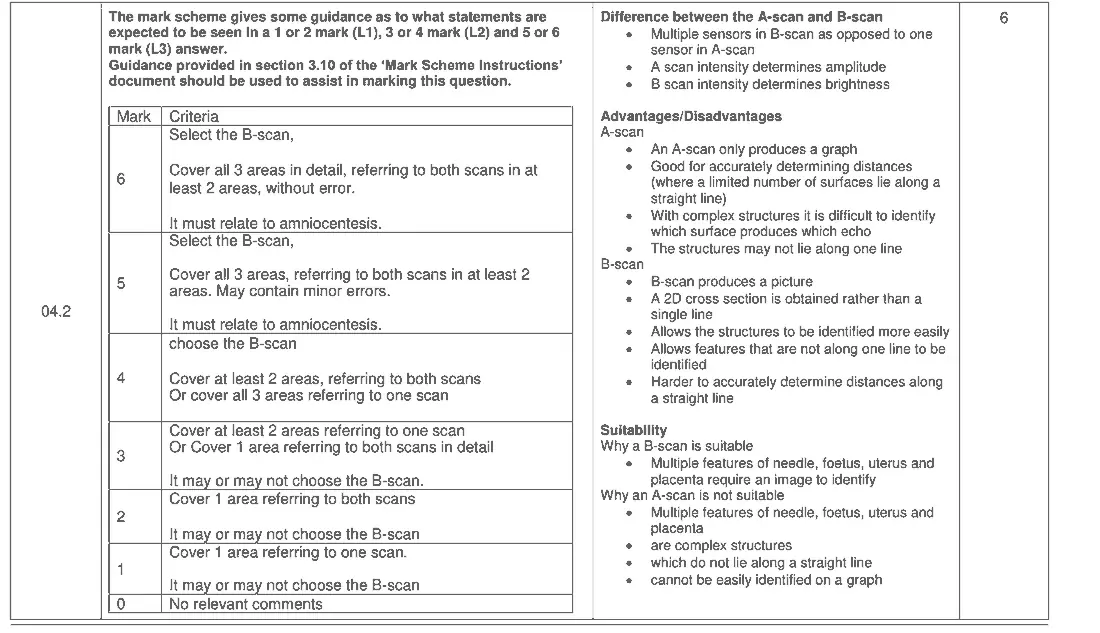 04.2
The mark scheme gives some guidance as to what statements are
expected to be seen in a 1 or 2 mark (L1), 3 or 4 mark (L2) and 5 or 6
mark (L3) answer.
Guidance provided in section 3.10 of the ‘Mark Scheme Instructions’
document should be used to assist in marking this question.
Mark Criteria
6
Select the B-scan,
Cover all 3 areas in detail, referring to both scans in at
least 2 areas, without error.
It must relate to amniocentesis.
5
Select the B-scan,
Cover all 3 areas, referring to both scans in at least 2
areas. May contain minor errors.
It must relate to amniocentesis.
4
choose the B-scan
Cover at least 2 areas, referring to both scans
Or cover all 3 areas referring to one scan
3
Cover at least 2 areas referring to one scan
Or Cover 1 area referring to both scans in detail
It may or may not choose the B-scan.
2
Cover 1 area referring to both scans
It may or may not choose the B-scan
1
Cover 1 area referring to one scan.
It may or may not choose the B-scan
0 No relevant comments
Difference between the A-scan and B-scan
• Multiple sensors in B-scan as opposed to one
sensor in A-scan
• A scan intensity determines amplitude
• B scan intensity determines brightness
Advantages/Disadvantages
A-scan
• An A-scan only produces a graph
• Good for accurately determining distances
(where a limited number of surfaces lie along a
straight line)
• With complex structures it is difficult to identify
which surface produces which echo
• The structures may not lie along one line
B-scan
• B-scan produces a picture
• A 2D cross section is obtained rather than a
single line
• Allows the structures to be identified more easily
• Allows features that are not along one line to be
identified
• Harder to accurately determine distances along
a straight line
Suitability
Why a B-scan is suitable
• Multiple features of needle, foetus, uterus and
placenta require an image to identify
Why an A-scan is not suitable
• Multiple features of needle, foetus, uterus and
placenta
• are complex structures
• which do not lie along a straight line
• cannot be easily identified on a graph
6